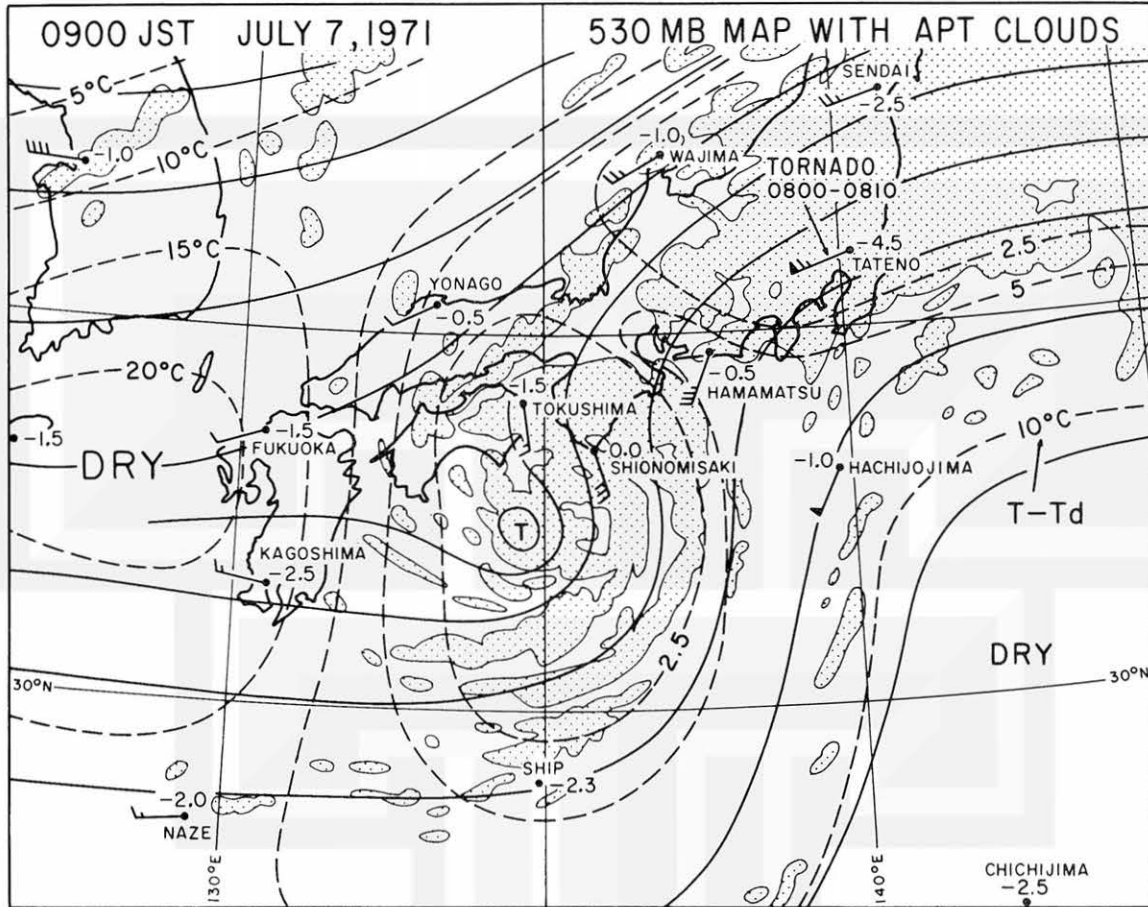 0900 JST JULY 7, 1971
530 MB MAP WITH APT CLOUDS
5°C
SENDAI
-2.5
-1.0
10°C
-1.0
WAJIMA
TORNADO
0800-0810
15°C
-4.5
TATENO
2.5
YONAGO
-0.5
5
20°C
-0.5
HAMAMATSU
-1.5
TOKUSHIMA
-1.5
-1.5
FUKUOKA
DRY
0.0
SHIONOMISAKI
10°C
-1.0
HACHIJOJIMA
T-Td
T
KAGOSHIMA
-2.5
2.5
DRY
30°N
30°N
SHIP
-2.3
-2.0
NAZE
130°E
140°E
CHICHIJIMA
-2.5